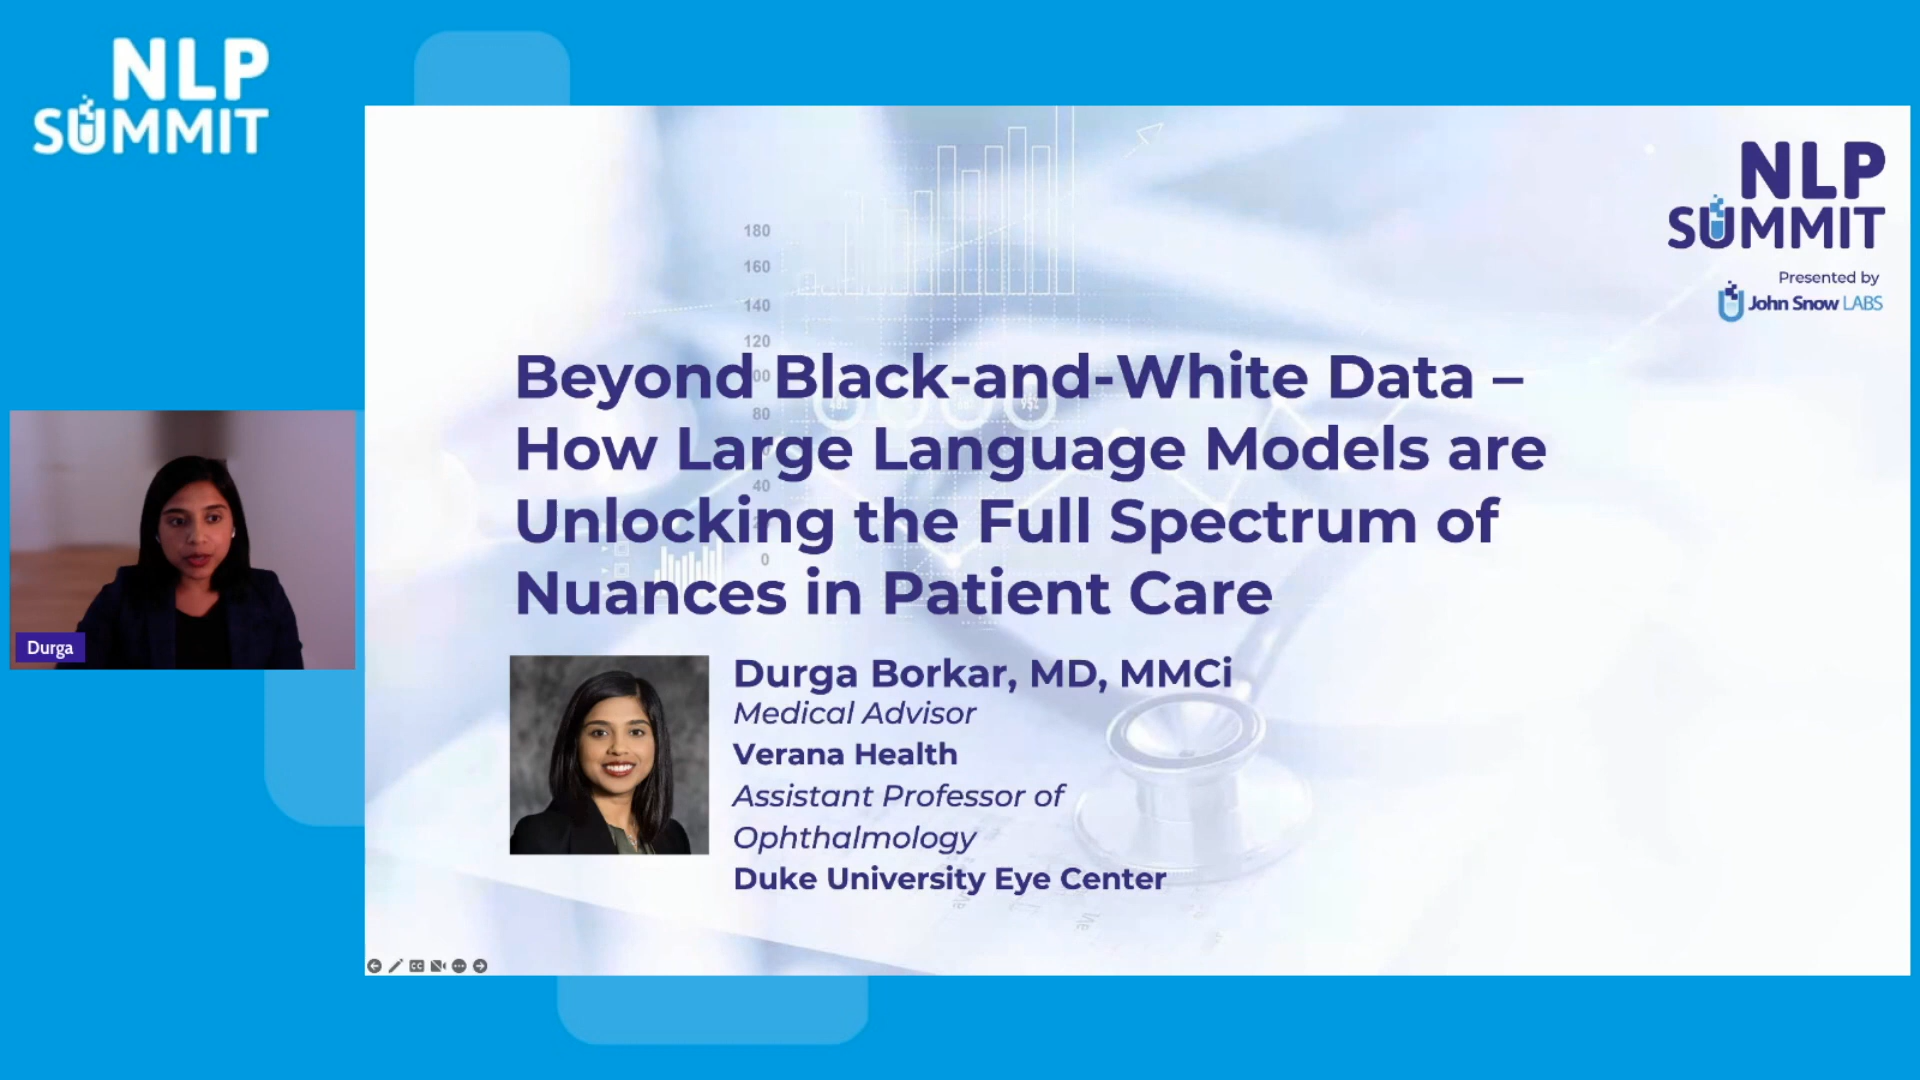 NLP
SUMMIT
NLP
SUMMIT
Presented by
John Snow LABS
180
160
140
120
80
40
0
Beyond Black-and-White Data –
How Large Language Models are
Unlocking the Full Spectrum of
Nuances in Patient Care
Durga
Durga Borkar, MD, MMCi
Medical Advisor
Verana Health
Assistant Professor of
Ophthalmology
Duke University Eye Center
CC